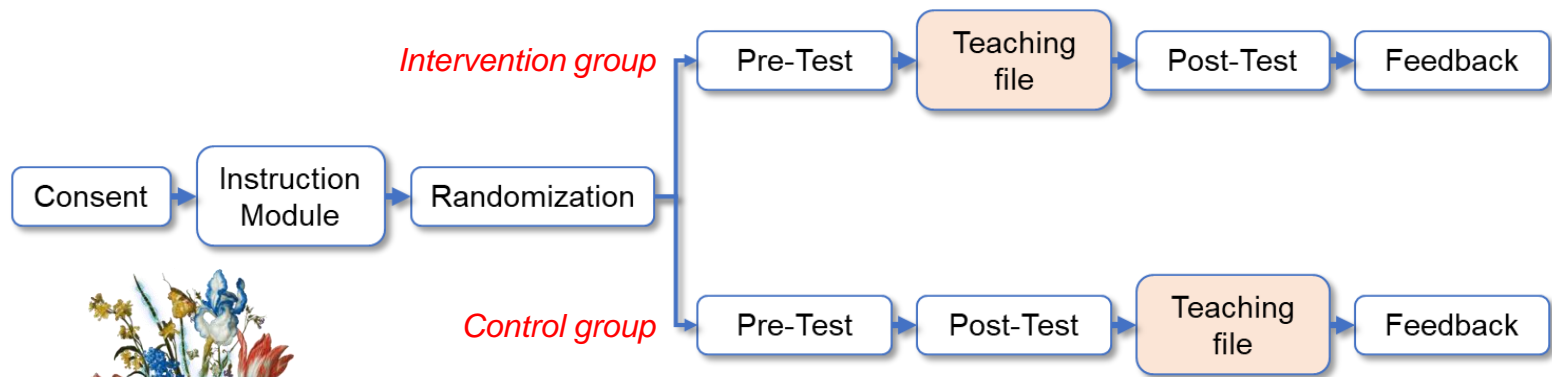 Intervention group
Pre-Test
Teaching
file
Post-Test
Feedback
Consent
Instruction
Module
Randomization
Control group
Pre-Test
Post-Test
Teaching
file
Feedback